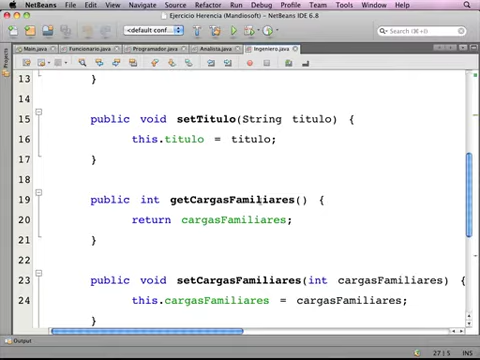 NetBeans File Edit View Navigate Source Refactor Run Debug Profile Team Tools Window Help
Ejercicio Herencia (Mandiosoft) - NetBeans IDE 6.8
<default conf...
Search (⌘+I)
Main.java Funcionario.java Programador.java Analista.java Ingeniero.java
Projects
13 }
14
15 public void setTitulo(String titulo) {
16 this.titulo = titulo;
17 }
18
19 public int getCargasFamiliares() {
20 return cargasFamiliares;
21 }
22
23 public void setCargasFamiliares(int cargasFamiliares) {
24 this.cargasFamiliares = cargasFamiliares;
}
Output
27 | 5 INS